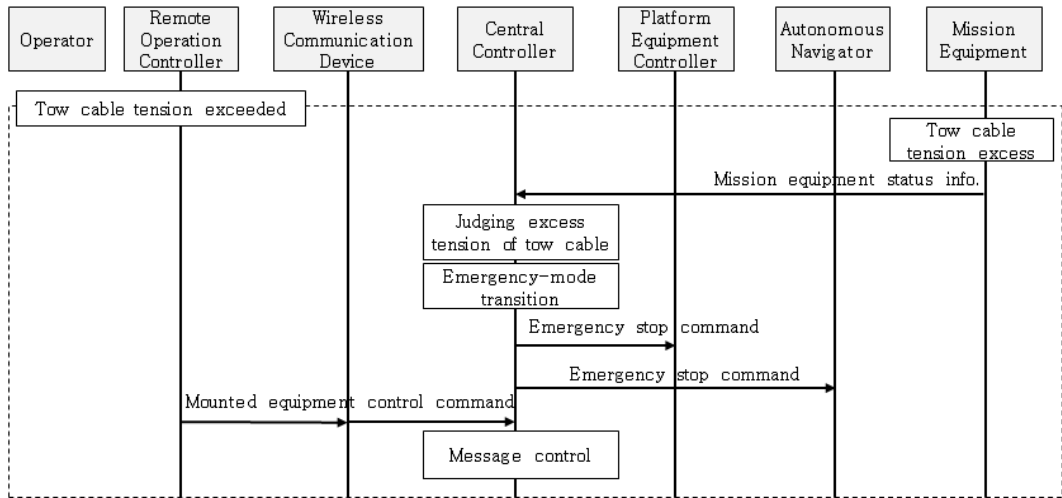 Operator
Remote
Operation
Controller
Wireless
Communication
Device
Central
Controller
Platform
Equipment
Controller
Autonomous
Navigator
Mission
Equipment
Tow cable tension exceeded
Tow cable
tension excess
Mission equipment status info.
Judging excess
tension of tow cable
Emergency-mode
transition
Emergency stop command
Emergency stop command
Mounted equipment control command
Message control